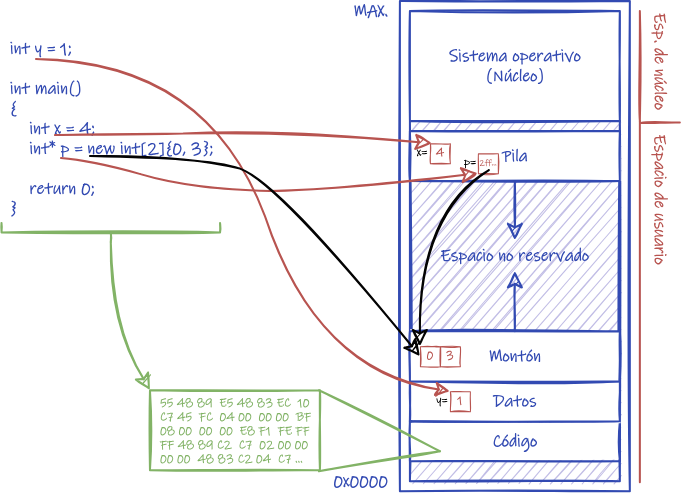 MAX.
int y = 1;
int main()
{
int x = 4;
int* p = new int[2]{0, 3};
return 0;
}
Sistema operativo
(Núcleo)
x= 4
p= 2ff...
Pila
Espacio no reservado
0 3
Montón
y= 1
Datos
Código
0x0000
Esp. de núcleo
Espacio de usuario
55 48 89 E5 48 83 EC 10
C7 45 FC 04 00 00 00 BF
08 00 00 00 E8 F1 FE FF
FF 48 89 C2 C7 02 00 00
00 00 48 83 C2 04 C7 ...